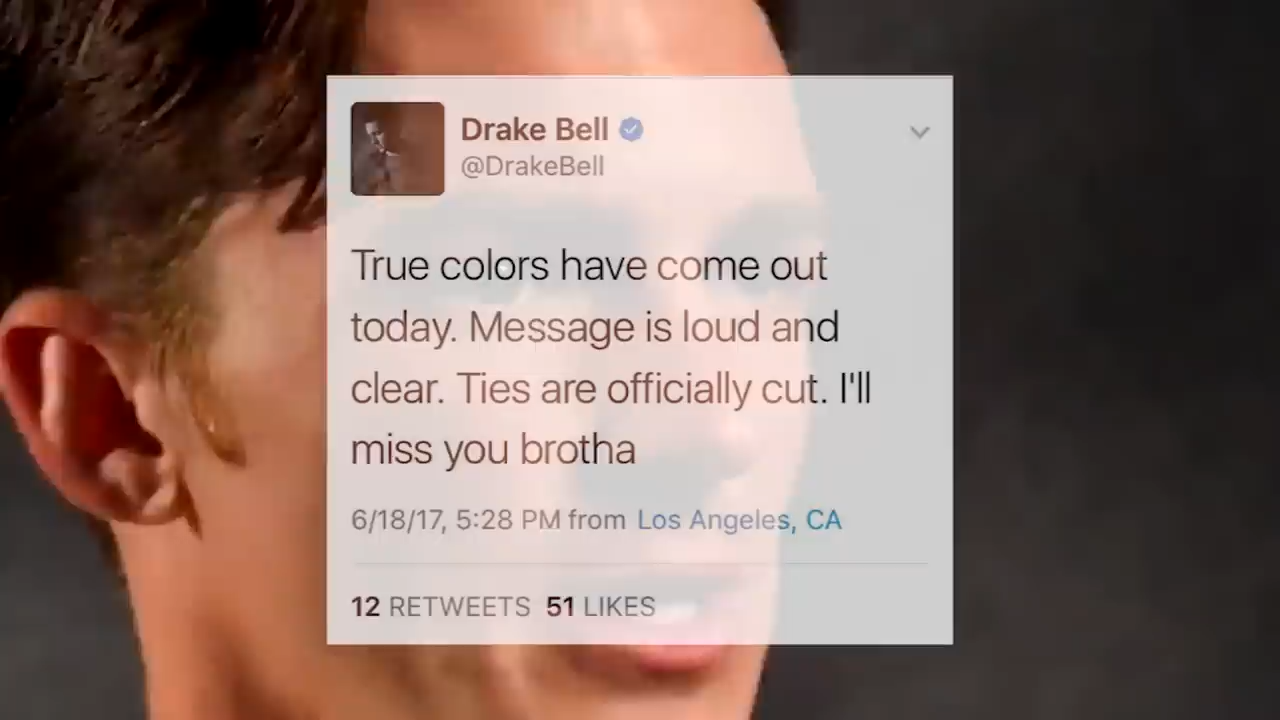 Drake Bell
@DrakeBell
True colors have come out
today. Message is loud and
clear. Ties are officially cut. I'll
miss you brotha
6/18/17, 5:28 PM from Los Angeles, CA
12 RETWEETS 51 LIKES